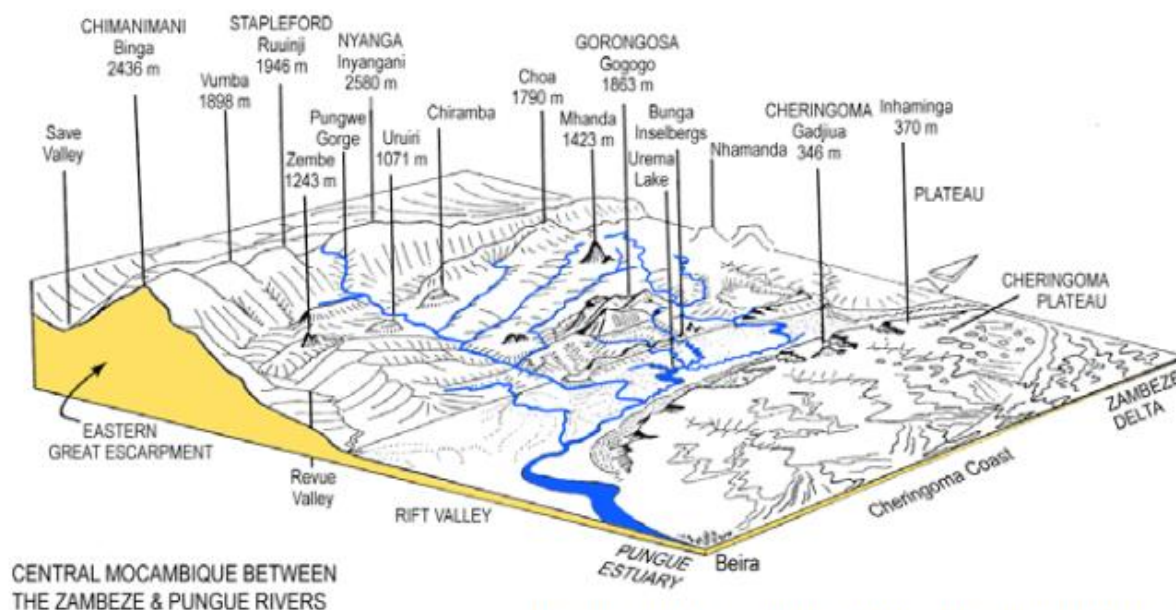 CHIMANIMANI
Binga
2436 m
STAPLEFORD
Ruuinji
1946 m
NYANGA
Inyangani
2580 m
GORONGOSA
Gogogo
1863 m
Vumba
1898 m
Choa
1790 m
CHERINGOMA
Gadjiua
346 m
Inhaminga
370 m
Save
Valley
Pungwe
Gorge
Chiramba
Mhanda
1423 m
Bunga
Inselbergs
Zembe
1243 m
Uruiri
1071 m
Urema
Lake
Nhamanda
PLATEAU
CHERINGOMA
PLATEAU
EASTERN
GREAT ESCARPMENT
Revue
Valley
RIFT VALLEY
PUNGUE
ESTUARY
Beira
Cheringoma Coast
ZAMBEZE
DELTA
CENTRAL MOCAMBIQUE BETWEEN
THE ZAMBEZE & PUNGUE RIVERS